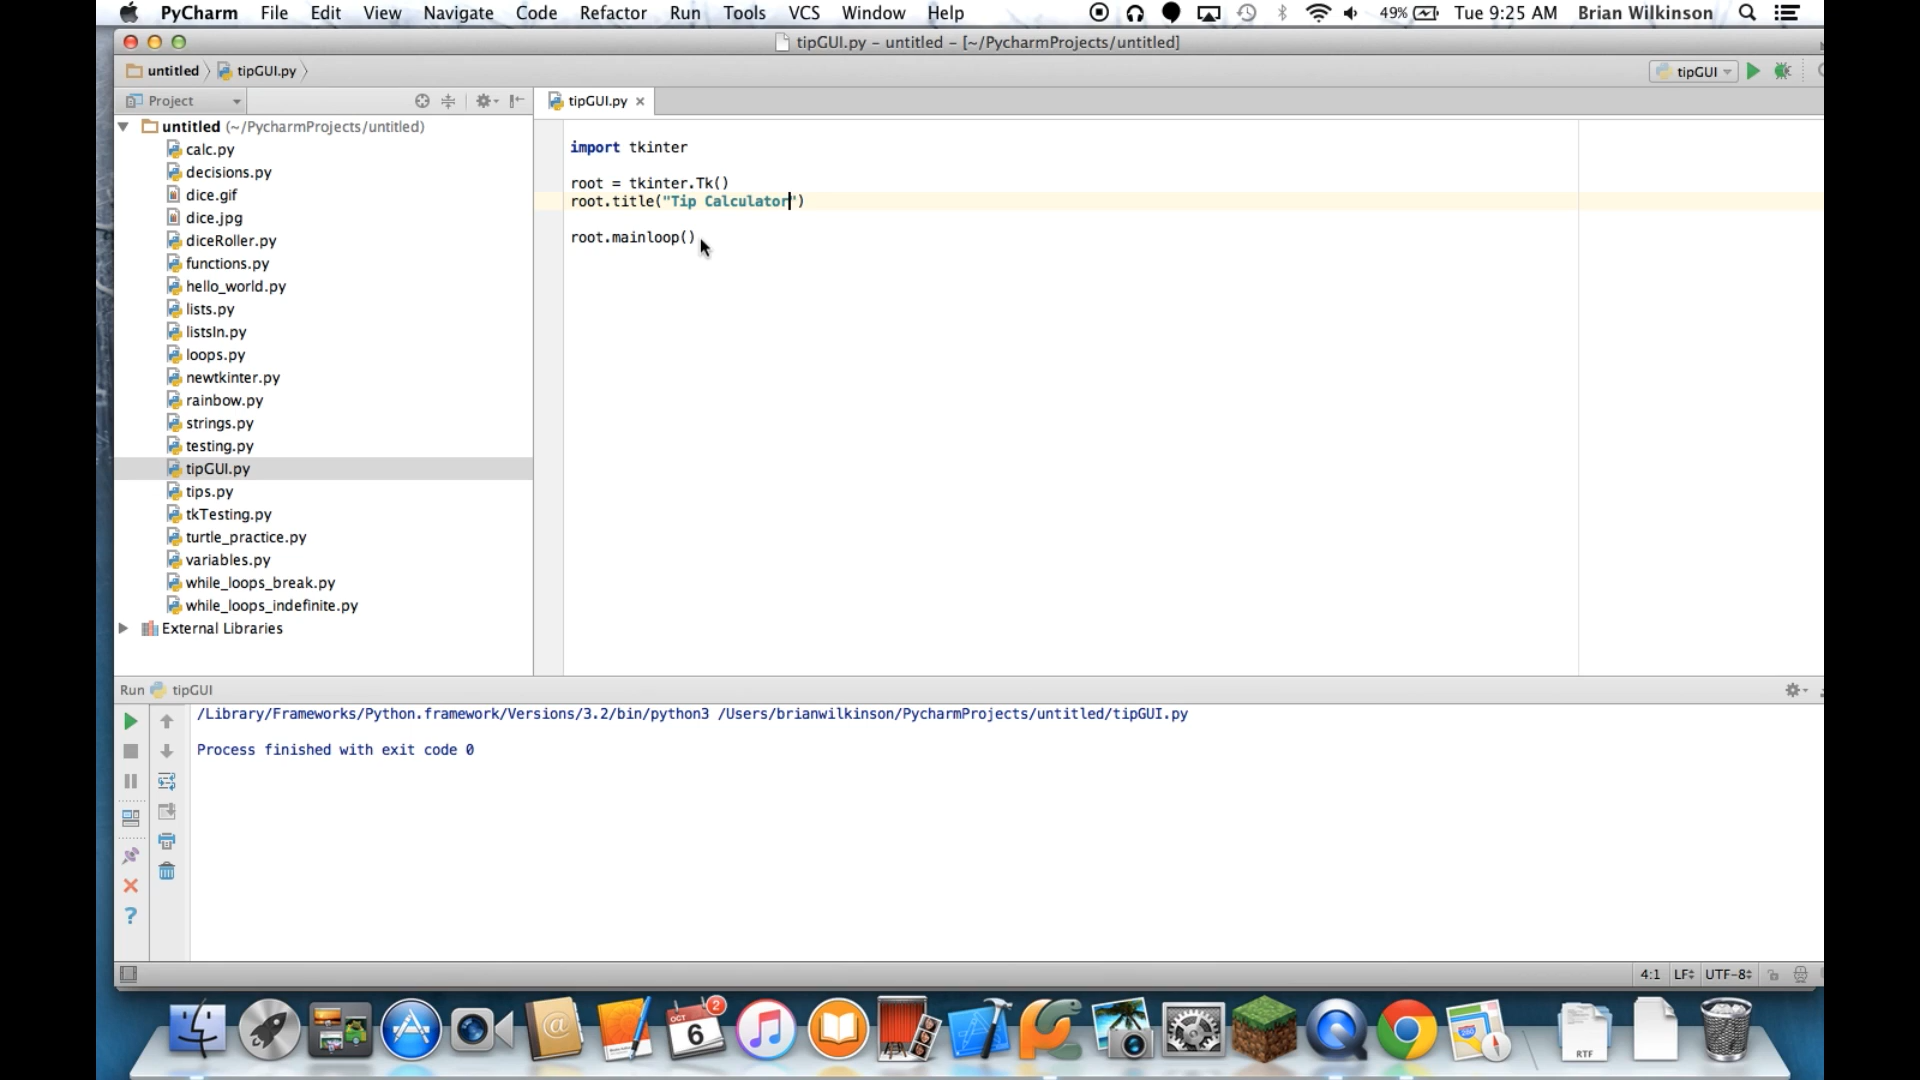 PyCharm File Edit View Navigate Code Refactor Run Tools VCS Window Help 49% Tue 9:25 AM Brian Wilkinson
tipGUI.py – untitled – [~/PycharmProjects/untitled]
untitled tipGUI.py tipGUI
Project tipGUI.py
untitled (~/PycharmProjects/untitled)
calc.py
decisions.py
dice.gif
dice.jpg
diceRoller.py
functions.py
hello_world.py
lists.py
listsIn.py
loops.py
newtkinter.py
rainbow.py
strings.py
testing.py
tipGUI.py
tips.py
tkTesting.py
turtle_practice.py
variables.py
while_loops_break.py
while_loops_indefinite.py
External Libraries
import tkinter
root = tkinter.Tk()
root.title("Tip Calculator")
root.mainloop()
Run tipGUI
/Library/Frameworks/Python.framework/Versions/3.2/bin/python3 /Users/brianwilkinson/PycharmProjects/untitled/tipGUI.py
Process finished with exit code 0
4:1 LF UTF-8
OCT 2
6
RTF